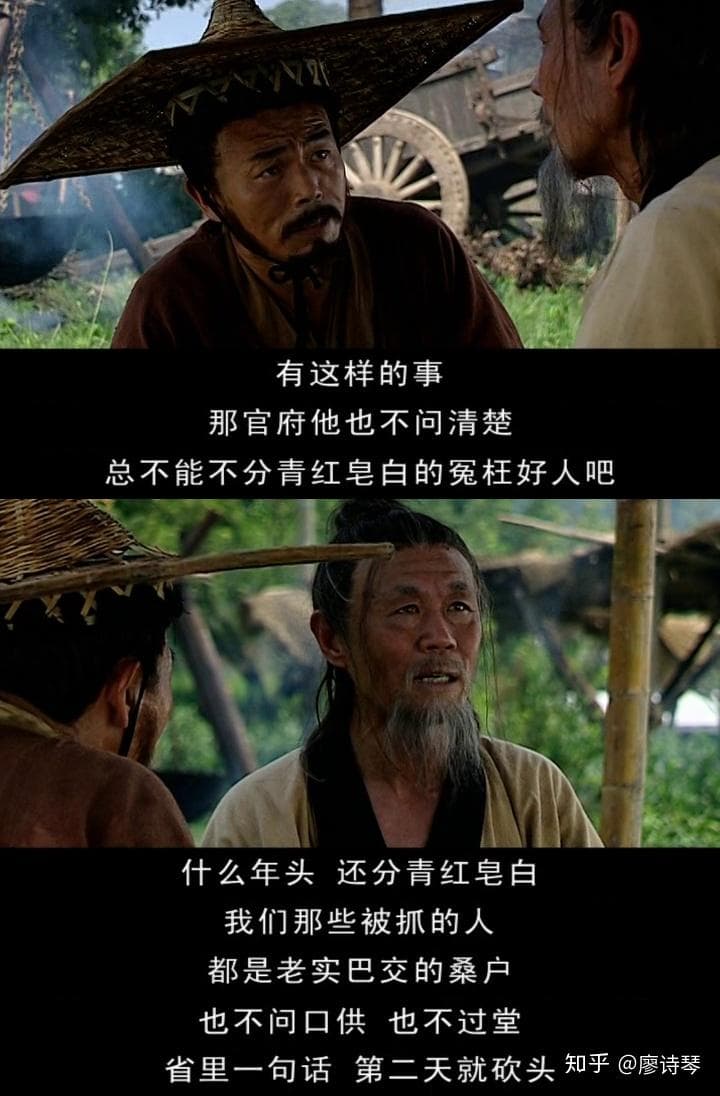 有这样的事
那官府他也不问清楚
总不能不分青红皂白的冤枉好人吧
什么年头 还分青红皂白
我们那些被抓的人
都是老实巴交的桑户
也不问口供 也不过堂
省里一句话 第二天就砍头
知乎 @廖诗琴